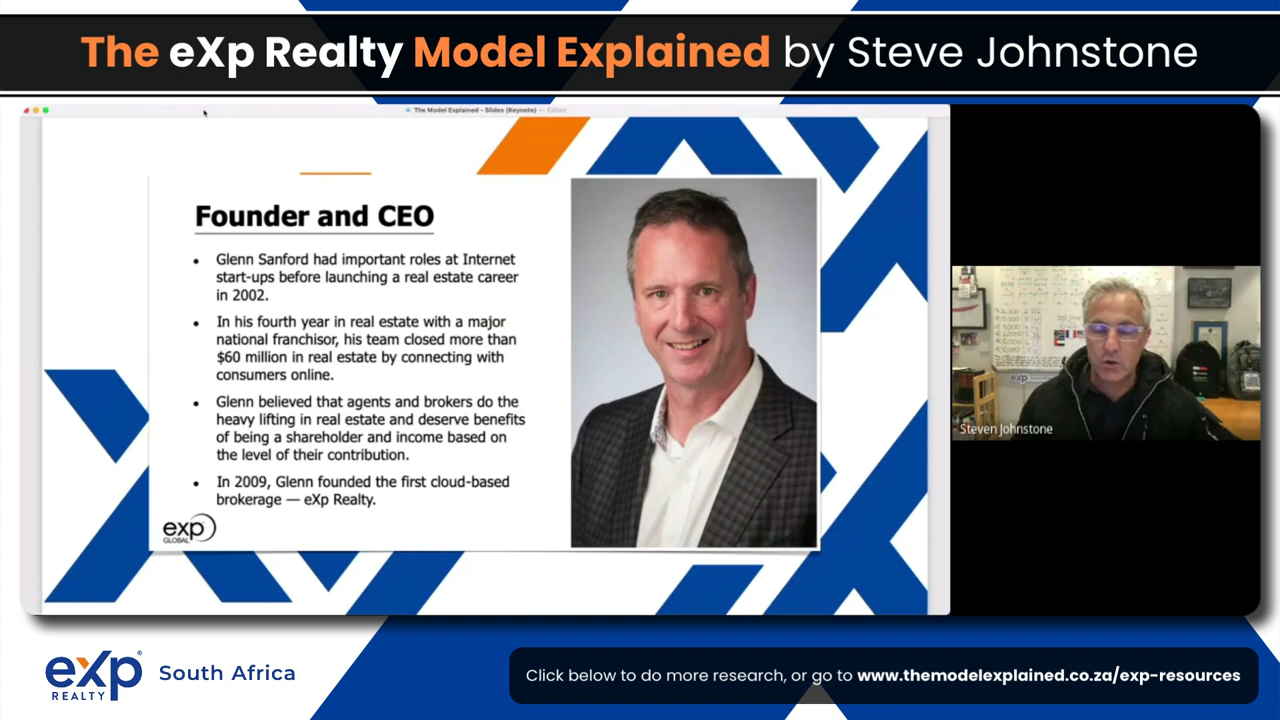 The eXp Realty Model Explained by Steve Johnstone
The Model Explained - Slides (Keynote) — Edited
Founder and CEO
• Glenn Sanford had important roles at Internet
start-ups before launching a real estate career
in 2002.
• In his fourth year in real estate with a major
national franchisor, his team closed more than
$60 million in real estate by connecting with
consumers online.
• Glenn believed that agents and brokers do the
heavy lifting in real estate and deserve benefits
of being a shareholder and income based on
the level of their contribution.
• In 2009, Glenn founded the first cloud-based
brokerage — eXp Realty.
exp
GLOBAL
exp
Steven Johnstone
eXp
REALTY
South Africa
Click below to do more research, or go to www.themodelexplained.co.za/exp-resources